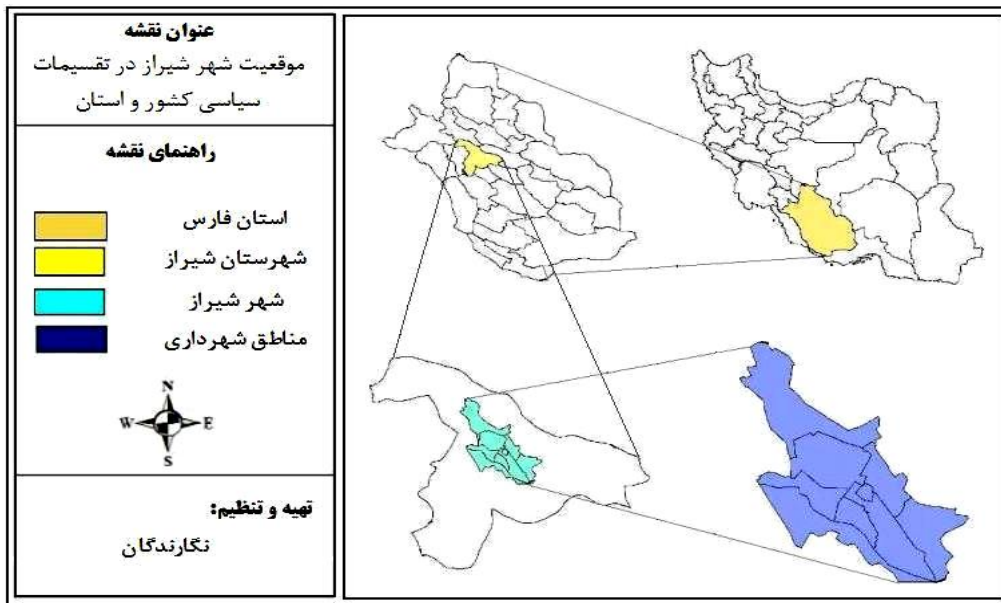 عنوان نقشه
موقعیت شهر شیراز در تقسیمات
سیاسی کشور و استان
راهنمای نقشه
استان فارس
شهرستان شیراز
شهر شیراز
مناطق شهرداری
N
W E
S
تهیه و تنظیم:
نگارندگان